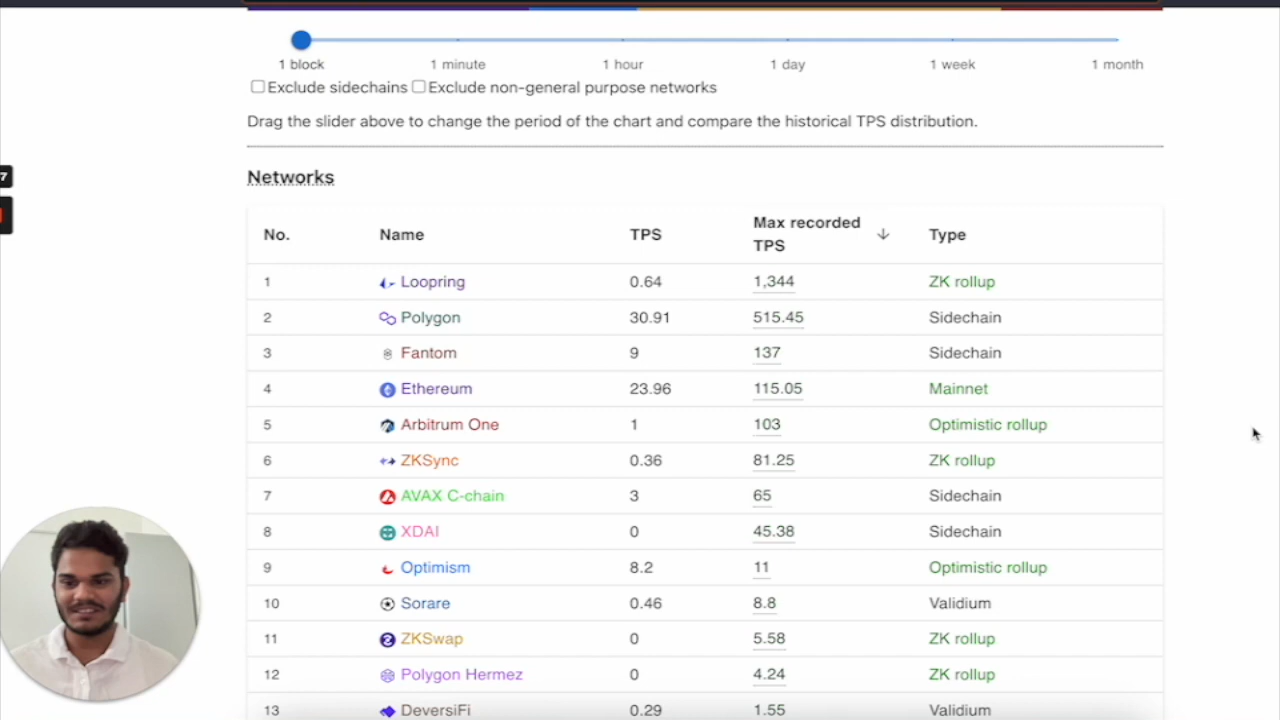 1 block 1 minute 1 hour 1 day 1 week 1 month
Exclude sidechains Exclude non-general purpose networks
Drag the slider above to change the period of the chart and compare the historical TPS distribution.
7
Networks
No. Name TPS Max recorded TPS Type
1 Loopring 0.64 1,344 ZK rollup
2 Polygon 30.91 515.45 Sidechain
3 Fantom 9 137 Sidechain
4 Ethereum 23.96 115.05 Mainnet
5 Arbitrum One 1 103 Optimistic rollup
6 ZKSync 0.36 81.25 ZK rollup
7 AVAX C-chain 3 65 Sidechain
8 XDAI 0 45.38 Sidechain
9 Optimism 8.2 11 Optimistic rollup
10 Sorare 0.46 8.8 Validium
11 ZKSwap 0 5.58 ZK rollup
12 Polygon Hermez 0 4.24 ZK rollup
13 DeversiFi 0.29 1.55 Validium